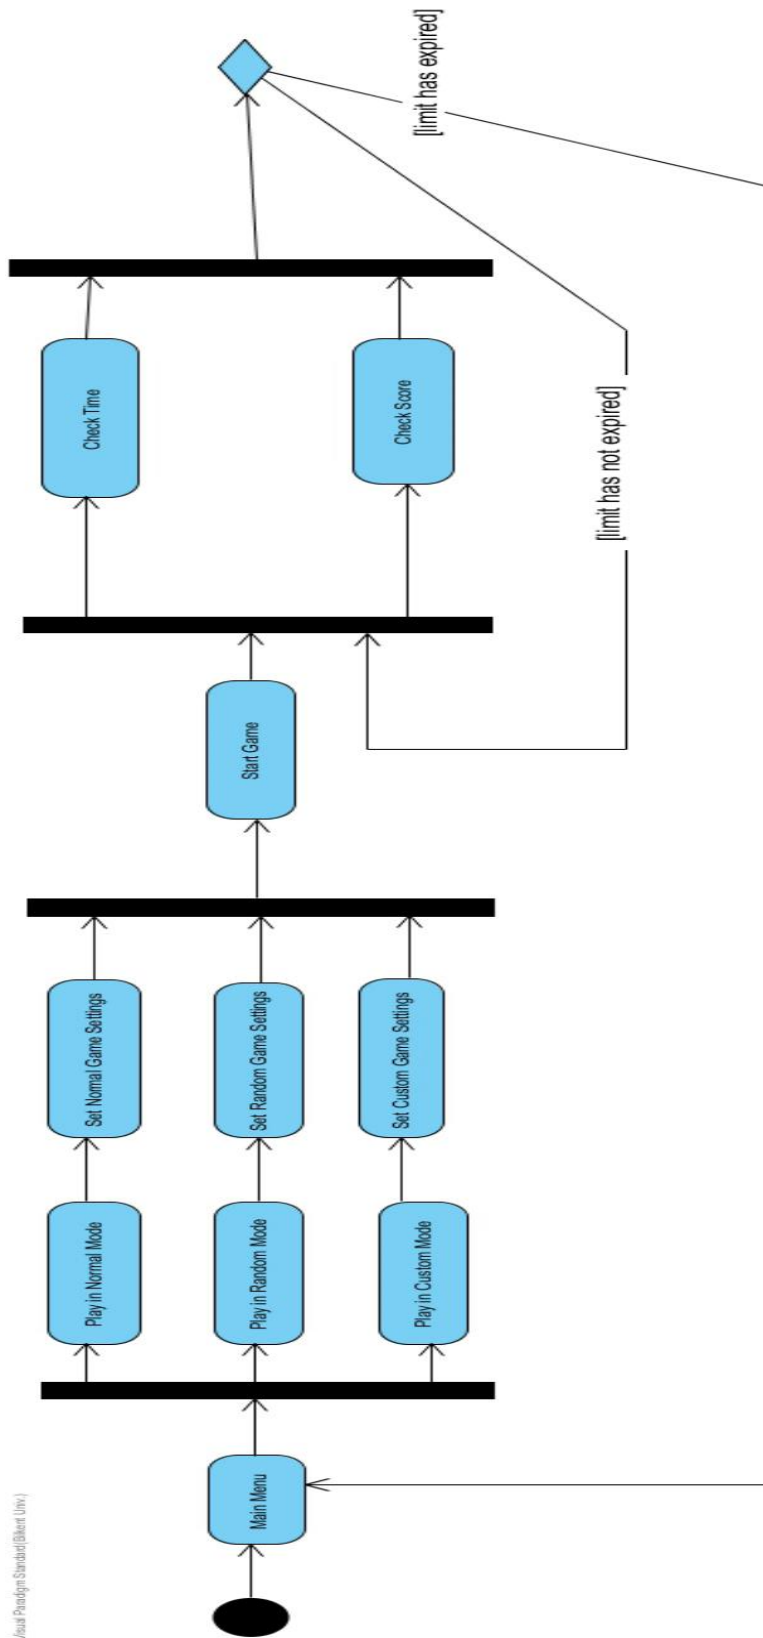 Visual Paradigm Standard(Bilkent Univ.)
Main Menu
Play in Normal Mode
Set Normal Game Settings
Play in Random Mode
Set Random Game Settings
Play in Custom Mode
Set Custom Game Settings
Start Game
Check Time
Check Score
[limit has not expired]
[limit has expired]